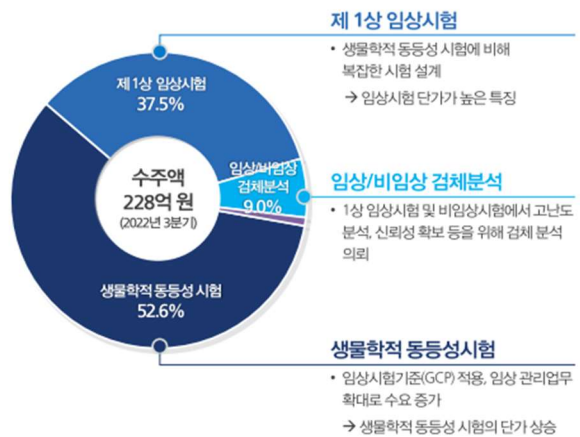 제 1상 임상시험
• 생물학적 동등성 시험에 비해
복잡한 시험 설계
→ 임상시험 단가가 높은 특징
제 1상 임상시험
37.5%
임상/비임상
검체분석
9.0%
수주액
228억 원
(2022년 3분기)
임상/비임상 검체분석
• 1상 임상시험 및 비임상시험에서 고난도
분석, 신뢰성 확보 등을 위해 검체 분석
의뢰
생물학적 동등성 시험
52.6%
생물학적 동등성시험
• 임상시험기준(GCP) 적용, 임상 관리업무
확대로 수요 증가
→ 생물학적 동등성 시험의 단가 상승